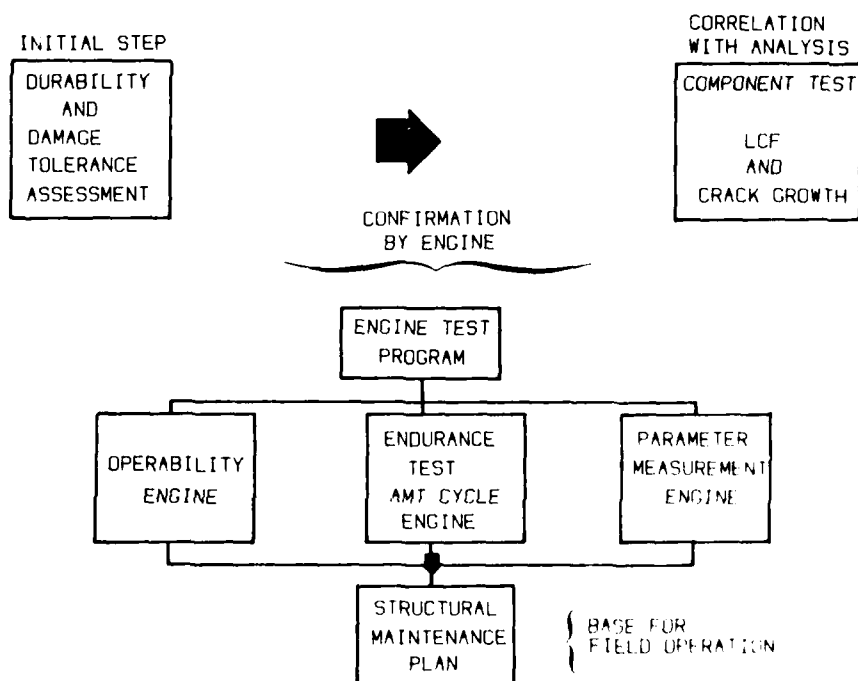 INITIAL STEP
DURABILITY
AND
DAMAGE
TOLERANCE
ASSESSMENT
CORRELATION
WITH ANALYSIS
COMPONENT TEST
LCF
AND
CRACK GROWTH
CONFIRMATION
BY ENGINE
ENGINE TEST
PROGRAM
OPERABILITY
ENGINE
ENDURANCE
TEST
AMT CYCLE
ENGINE
PARAMETER
MEASUREMENT
ENGINE
STRUCTURAL
MAINTENANCE
PLAN
BASE FOR
FIELD OPERATION